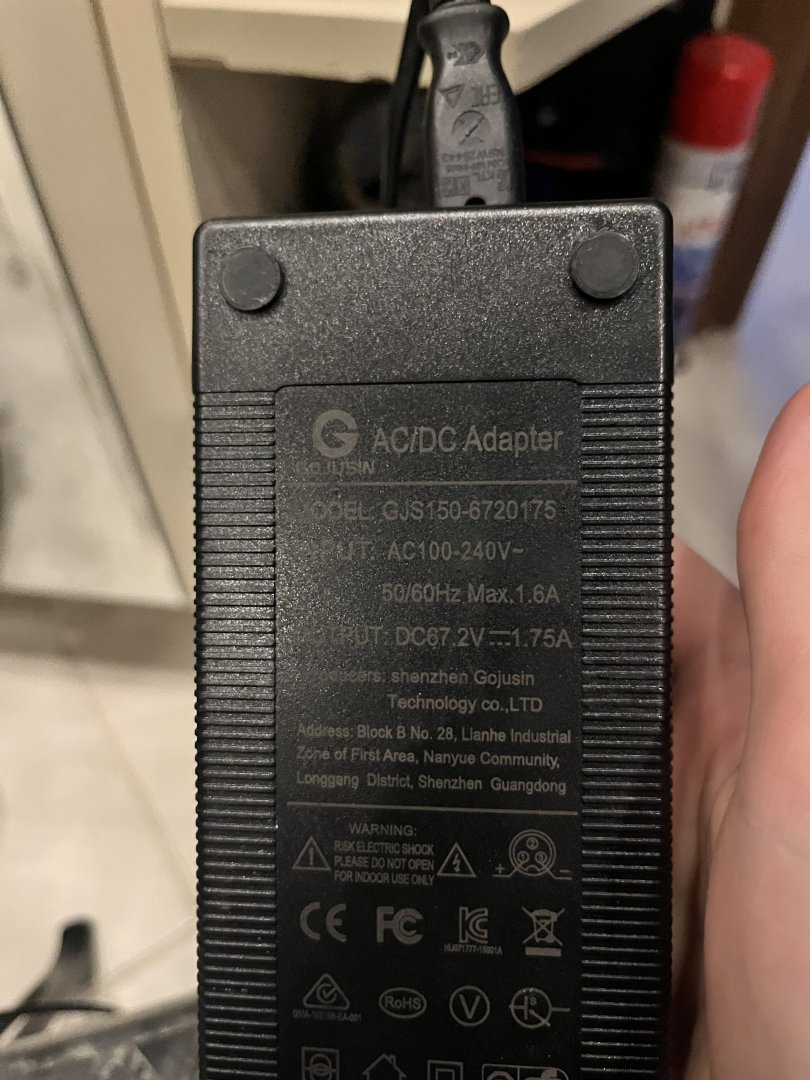 G AC/DC Adapter
GOJUSIN
MODEL: GJS150-6720175
INPUT: AC100-240V~
50/60Hz Max.1.6A
OUTPUT: DC67.2V⎓1.75A
Producers: shenzhen Gojusin
Technology co.,LTD
Address: Block B No. 28, Lianhe Industrial
Zone of First Area, Nanyue Community,
Longgang District, Shenzhen Guangdong
WARNING:
RISK ELECTRIC SHOCK
PLEASE DO NOT OPEN
FOR INDOOR USE ONLY
+ 1 2 3 −
CE FC
RoHS V